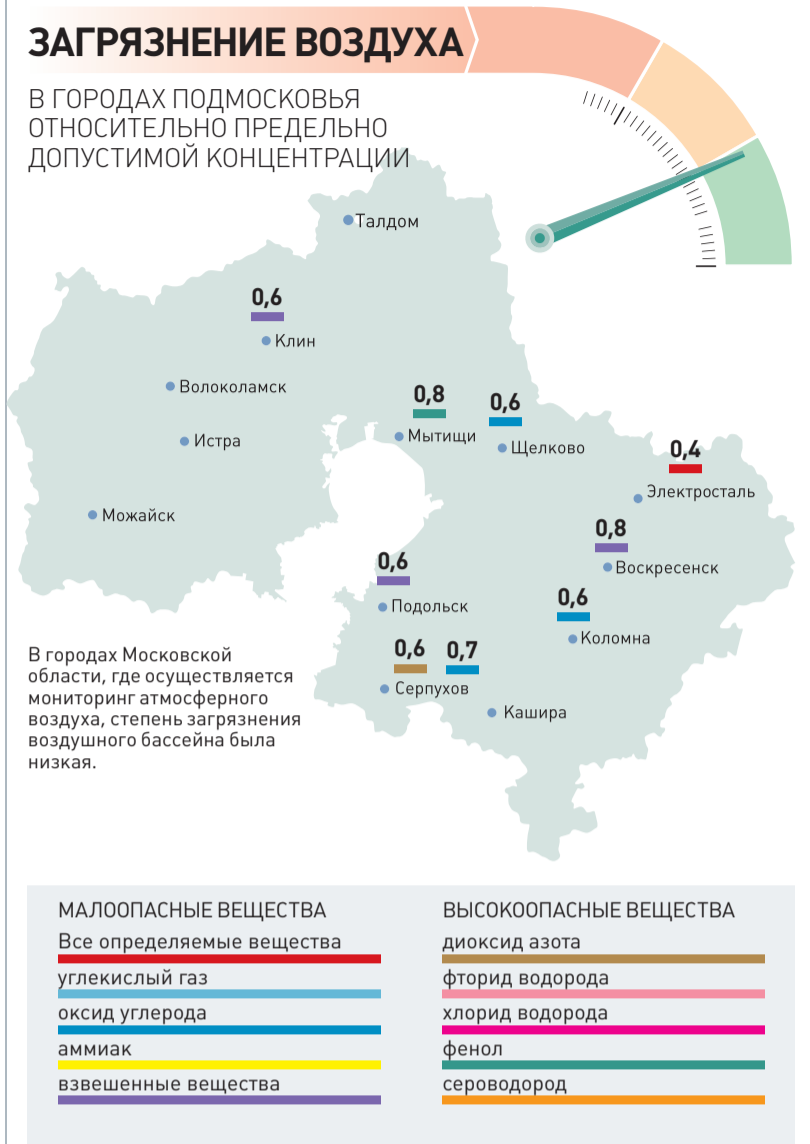 ЗАГРЯЗНЕНИЕ ВОЗДУХА
В ГОРОДАХ ПОДМОСКОВЬЯ
ОТНОСИТЕЛЬНО ПРЕДЕЛЬНО
ДОПУСТИМОЙ КОНЦЕНТРАЦИИ
Талдом
0,6
Клин
Волоколамск
0,8
Мытищи
0,6
Щелково
Истра
0,4
Электросталь
Можайск
0,8
Воскресенск
0,6
Подольск
0,6
Коломна
0,6 0,7
Серпухов
Кашира
В городах Московской
области, где осуществляется
мониторинг атмосферного
воздуха, степень загрязнения
воздушного бассейна была
низкая.
МАЛООПАСНЫЕ ВЕЩЕСТВА
Все определяемые вещества
углекислый газ
оксид углерода
аммиак
взвешенные вещества
ВЫСОКООПАСНЫЕ ВЕЩЕСТВА
диоксид азота
фторид водорода
хлорид водорода
фенол
сероводород